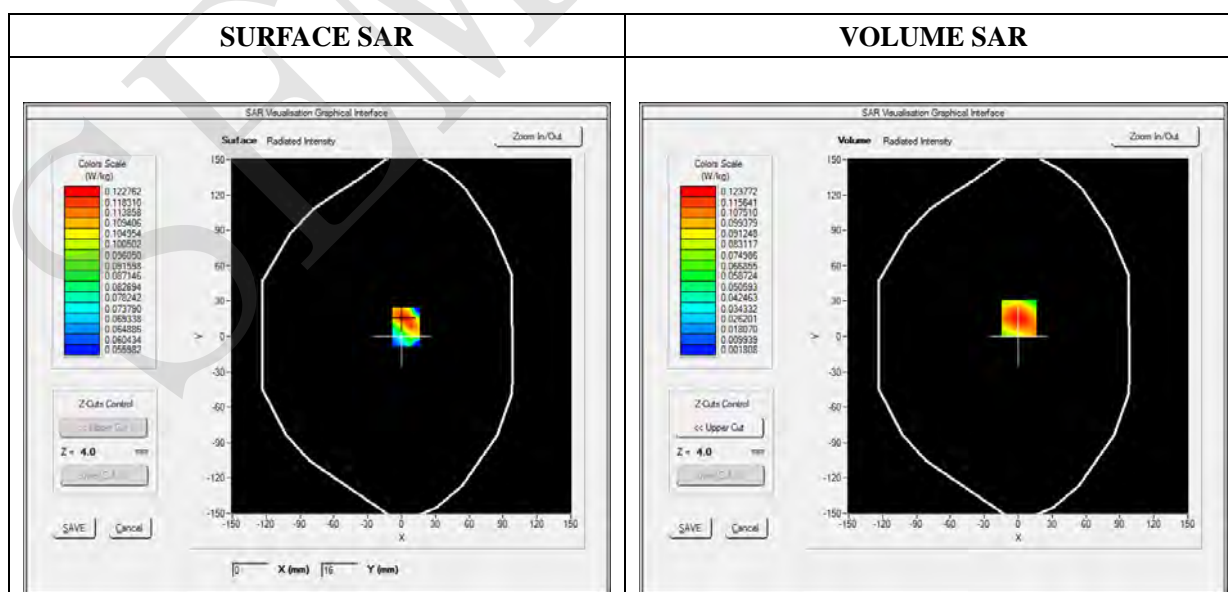 SURFACE SAR
VOLUME SAR
SAR Visualisation Graphical Interface
Surface Radiated Intensity
Zoom In/Out
Colors Scale
(W/kg)
0.122762
0.118310
0.113858
0.109406
0.104954
0.100502
0.096050
0.091598
0.087146
0.082694
0.078242
0.073790
0.069338
0.064886
0.060434
0.055982
150
120
90
60
30
0
-30
-60
-90
-120
-150
Y
-150 -120 -90 -60 -30 0 30 60 90 120 150
X
Z-Cuts Control
<< Upper Cut
Z = 4.0 mm
SAVE
Cancel
0 X (mm) 16 Y (mm)
SAR Visualisation Graphical Interface
Volume Radiated Intensity
Zoom In/Out
Colors Scale
(W/kg)
0.123772
0.115641
0.107510
0.099379
0.091248
0.083117
0.074986
0.066855
0.058724
0.050593
0.042463
0.034332
0.026201
0.018070
0.009939
0.001808
150
120
90
60
30
0
-30
-60
-90
-120
-150
Y
-150 -120 -90 -60 -30 0 30 60 90 120 150
X
Z-Cuts Control
<< Upper Cut
Z = 4.0 mm
SAVE
Cancel